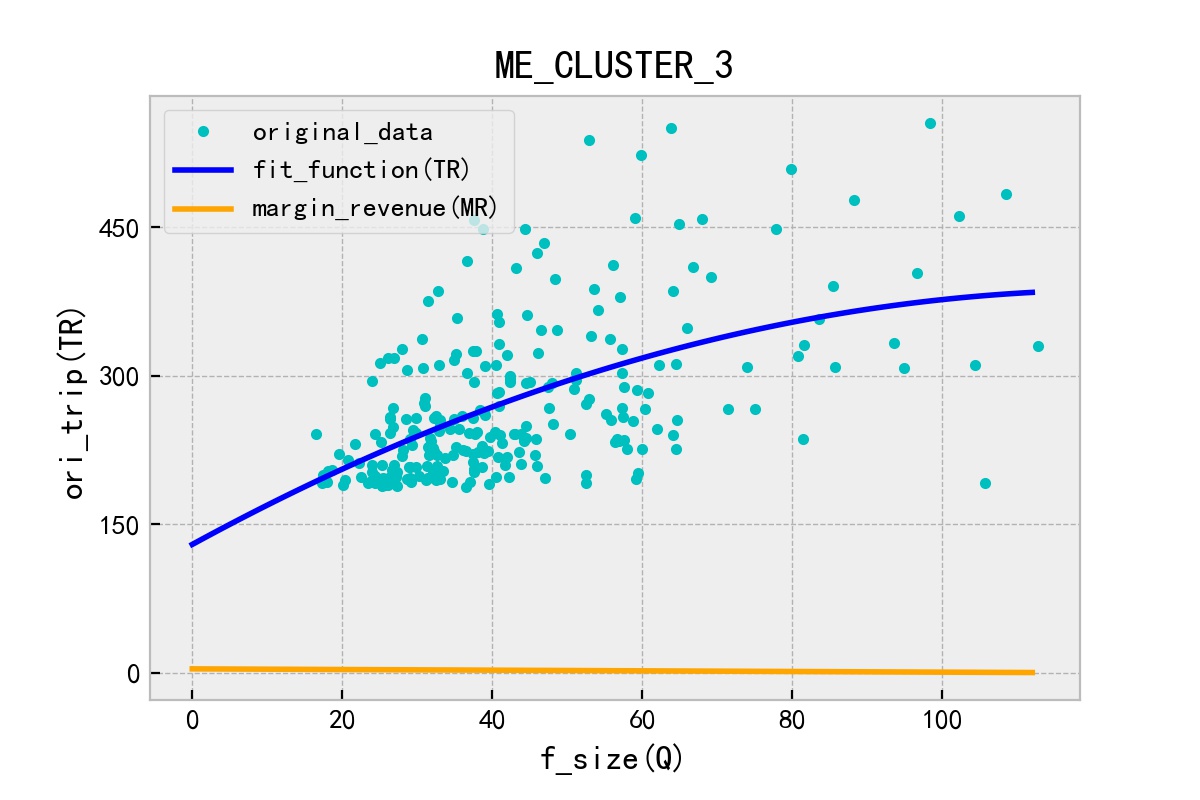 ME_CLUSTER_3
original_data
fit_function(TR)
margin_revenue(MR)
ori_trip(TR)
450
300
150
0
0 20 40 60 80 100
f_size(Q)